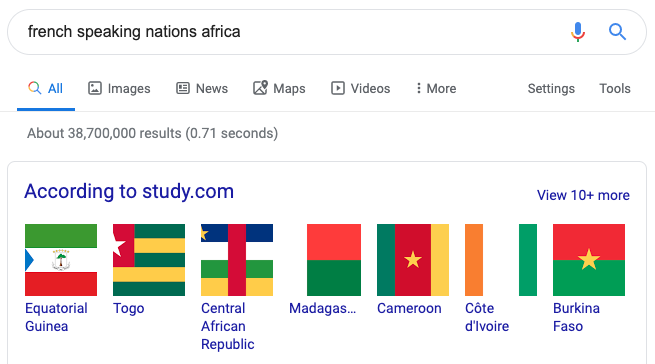 french speaking nations africa
All Images News Maps Videos More Settings Tools
About 38,700,000 results (0.71 seconds)
According to study.com
View 10+ more
Equatorial
Guinea
Togo
Central
African
Republic
Madagas...
Cameroon
Côte
d'Ivoire
Burkina
Faso